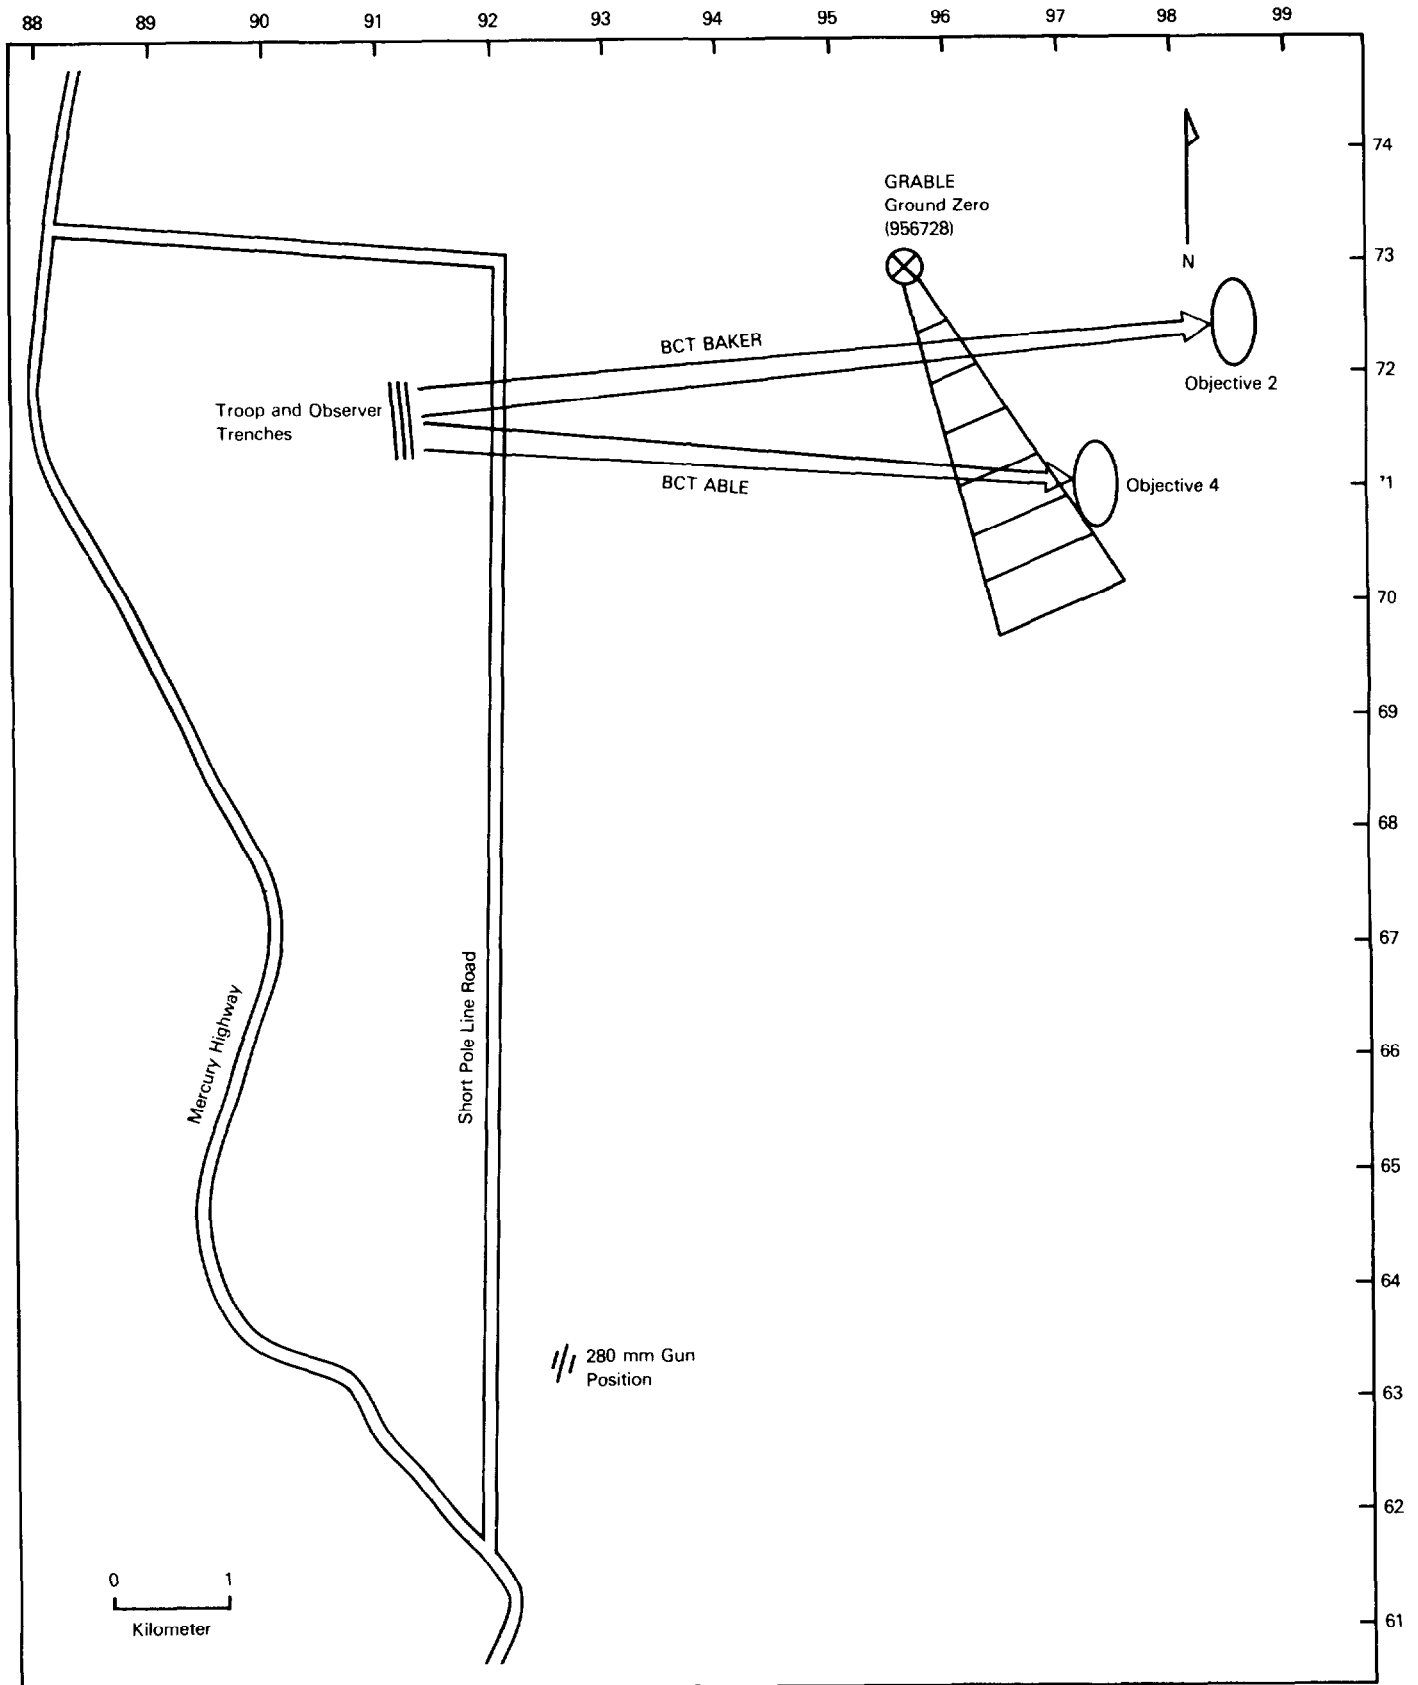 88 89 90 91 92 93 94 95 96 97 98 99
74
GRABLE
Ground Zero
(956728)
73
N
BCT BAKER
72
Objective 2
Troop and Observer
Trenches
BCT ABLE
Objective 4
71
70
69
68
67
Short Pole Line Road
Mercury Highway
66
65
64
280 mm Gun
Position
63
62
0 1
Kilometer
61